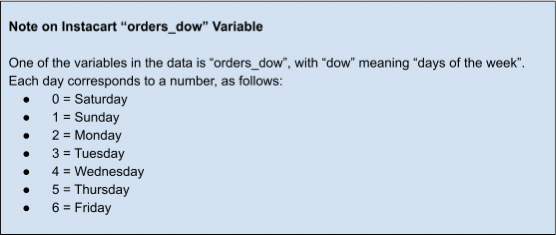 Note on Instacart “orders_dow” Variable
One of the variables in the data is “orders_dow”, with “dow” meaning “days of the week”.
Each day corresponds to a number, as follows:
● 0 = Saturday
● 1 = Sunday
● 2 = Monday
● 3 = Tuesday
● 4 = Wednesday
● 5 = Thursday
● 6 = Friday